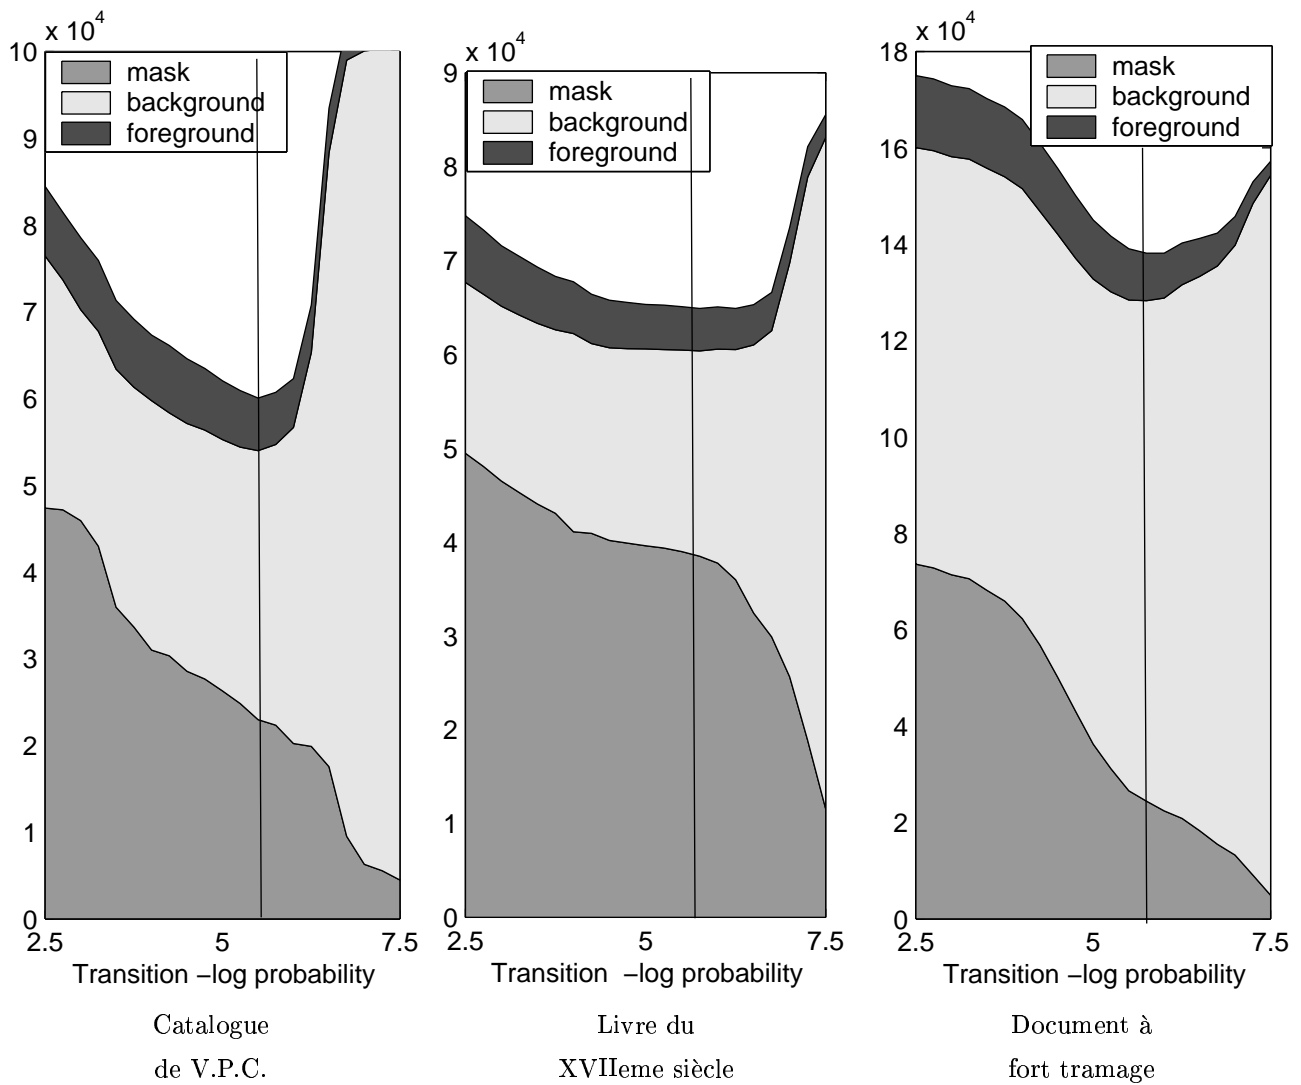 x 10^4
10
9
8
7
6
5
4
3
2
1
0
mask
background
foreground
2.5 5 7.5
Transition −log probability
Catalogue
de V.P.C.
x 10^4
9
8
7
6
5
4
3
2
1
0
mask
background
foreground
2.5 5 7.5
Transition −log probability
Livre du
XVIIeme siècle
x 10^4
18
16
14
12
10
8
6
4
2
0
mask
background
foreground
2.5 5 7.5
Transition −log probability
Document à
fort tramage